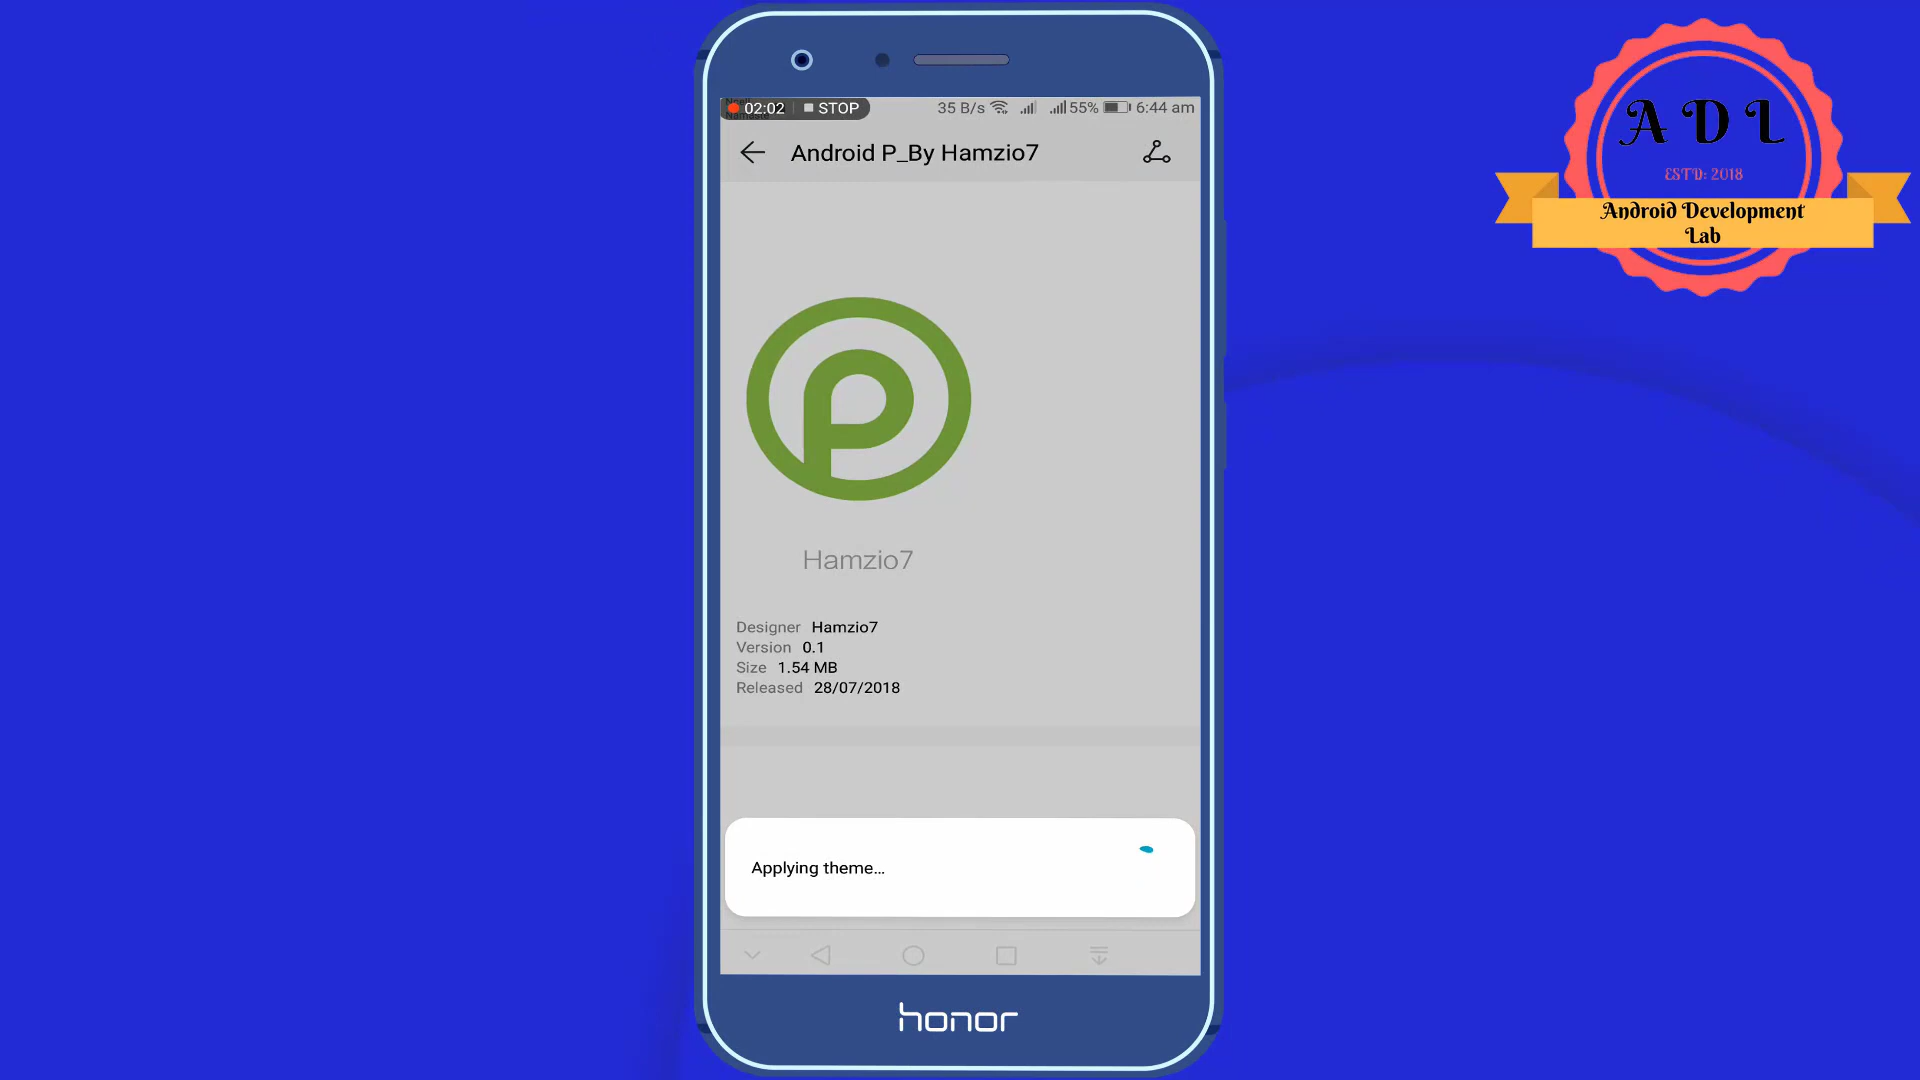 02:02 STOP 35 B/s 55% 6:44 am
Android P_By Hamzio7
Hamzio7
Designer Hamzio7
Version 0.1
Size 1.54 MB
Released 28/07/2018
Applying theme...
honor
A D L
ESTD: 2018
Android Development
Lab